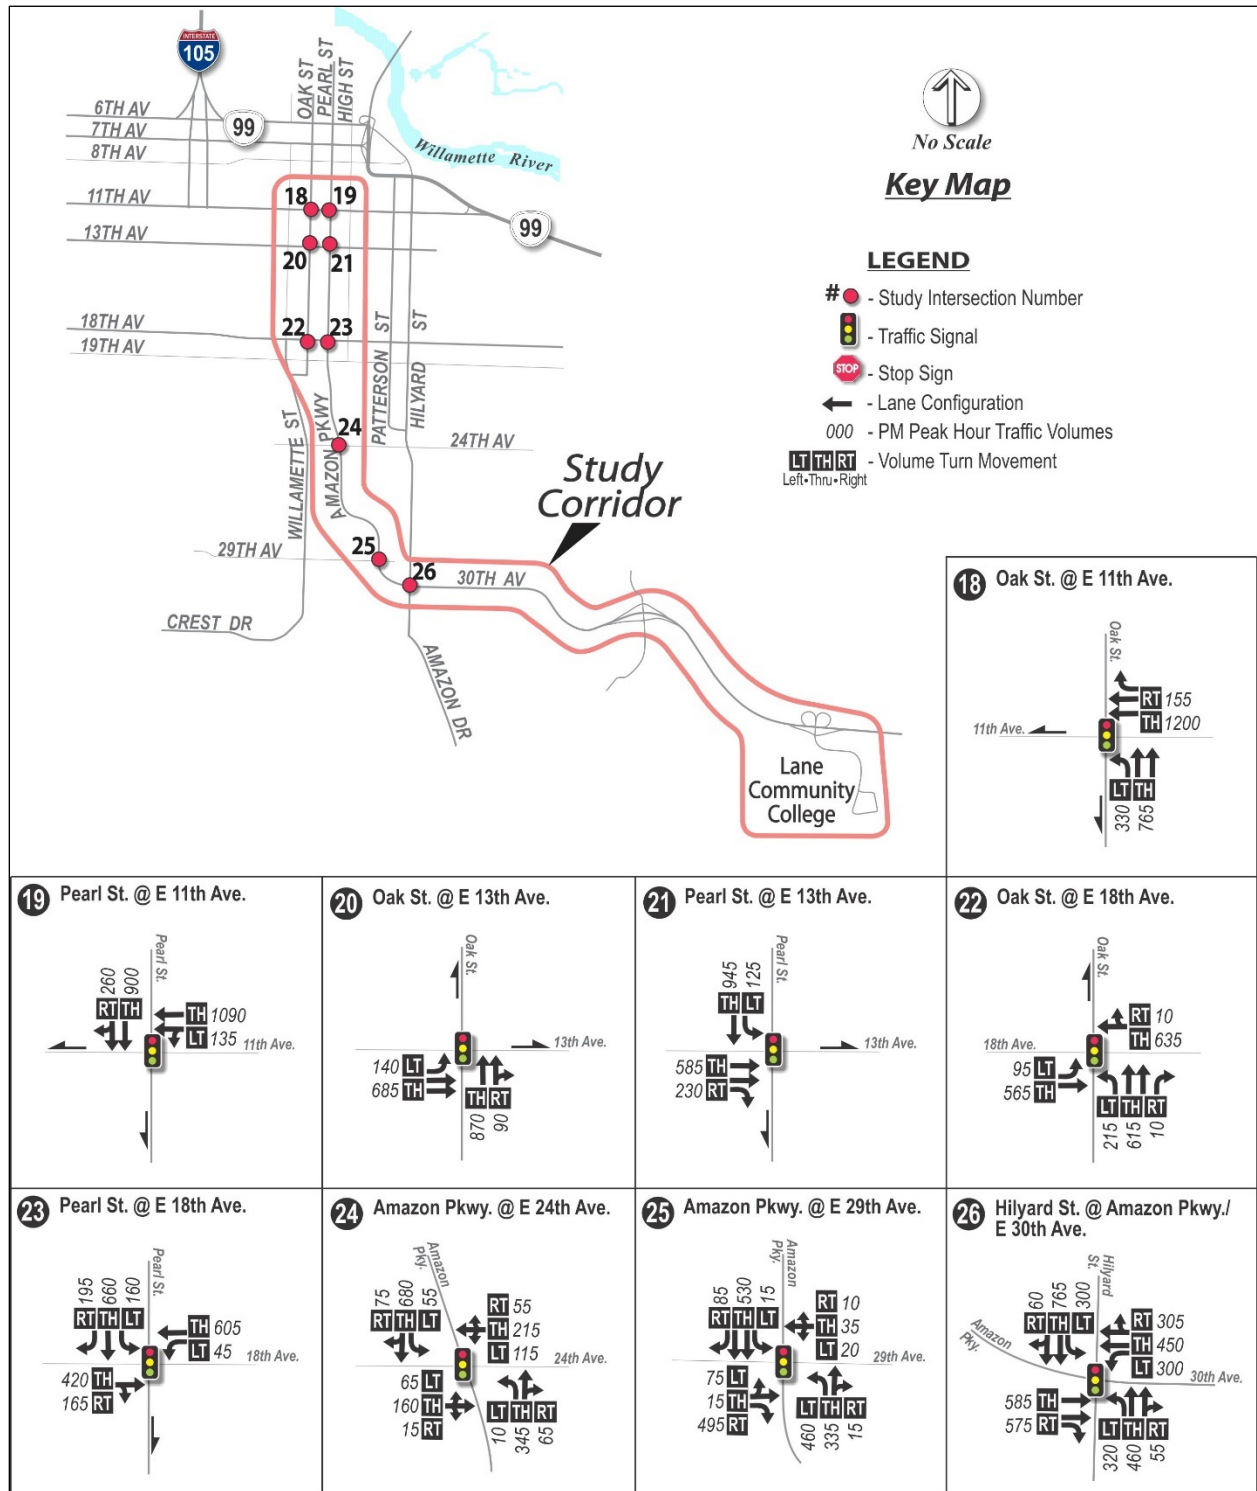 INTERSTATE
105
OAK ST
PEARL ST
HIGH ST
6TH AV
7TH AV
8TH AV
99
Willamette River
No Scale
Key Map
11TH AV
18
19
99
13TH AV
20
21
LEGEND
# - Study Intersection Number
- Traffic Signal
STOP - Stop Sign
- Lane Configuration
000 - PM Peak Hour Traffic Volumes
LT TH RT - Volume Turn Movement
Left•Thru•Right
18TH AV
19TH AV
22
23
PATTERSON ST
HILYARD ST
WILLAMETTE ST
AMAZON PKWY
24
24TH AV
Study
Corridor
29TH AV
25
26
30TH AV
CREST DR
AMAZON DR
Lane
Community
College
18 Oak St. @ E 11th Ave.
Oak St.
RT 155
TH 1200
11th Ave.
LT TH
330 765
19 Pearl St. @ E 11th Ave.
Pearl St.
260 900
RT TH
TH 1090
LT 135
11th Ave.
20 Oak St. @ E 13th Ave.
Oak St.
13th Ave.
140 LT
685 TH
TH RT
870 90
21 Pearl St. @ E 13th Ave.
Pearl St.
945 125
TH LT
13th Ave.
585 TH
230 RT
22 Oak St. @ E 18th Ave.
Oak St.
RT 10
TH 635
18th Ave.
95 LT
565 TH
LT TH RT
215 615 10
23 Pearl St. @ E 18th Ave.
Pearl St.
195 660 160
RT TH LT
TH 605
LT 45
18th Ave.
420 TH
165 RT
24 Amazon Pkwy. @ E 24th Ave.
Amazon
Pky.
75 680 55
RT TH LT
RT 55
TH 215
LT 115
24th Ave.
65 LT
160 TH
15 RT
LT TH RT
10 345 65
25 Amazon Pkwy. @ E 29th Ave.
Amazon
Pky.
85 530 15
RT TH LT
RT 10
TH 35
LT 20
29th Ave.
75 LT
15 TH
495 RT
LT TH RT
460 335 15
26 Hilyard St. @ Amazon Pkwy./
E 30th Ave.
Hilyard
St.
60 765 300
RT TH LT
RT 305
TH 450
LT 300
Amazon
Pky.
30th Ave.
585 TH
575 RT
LT TH RT
320 460 55